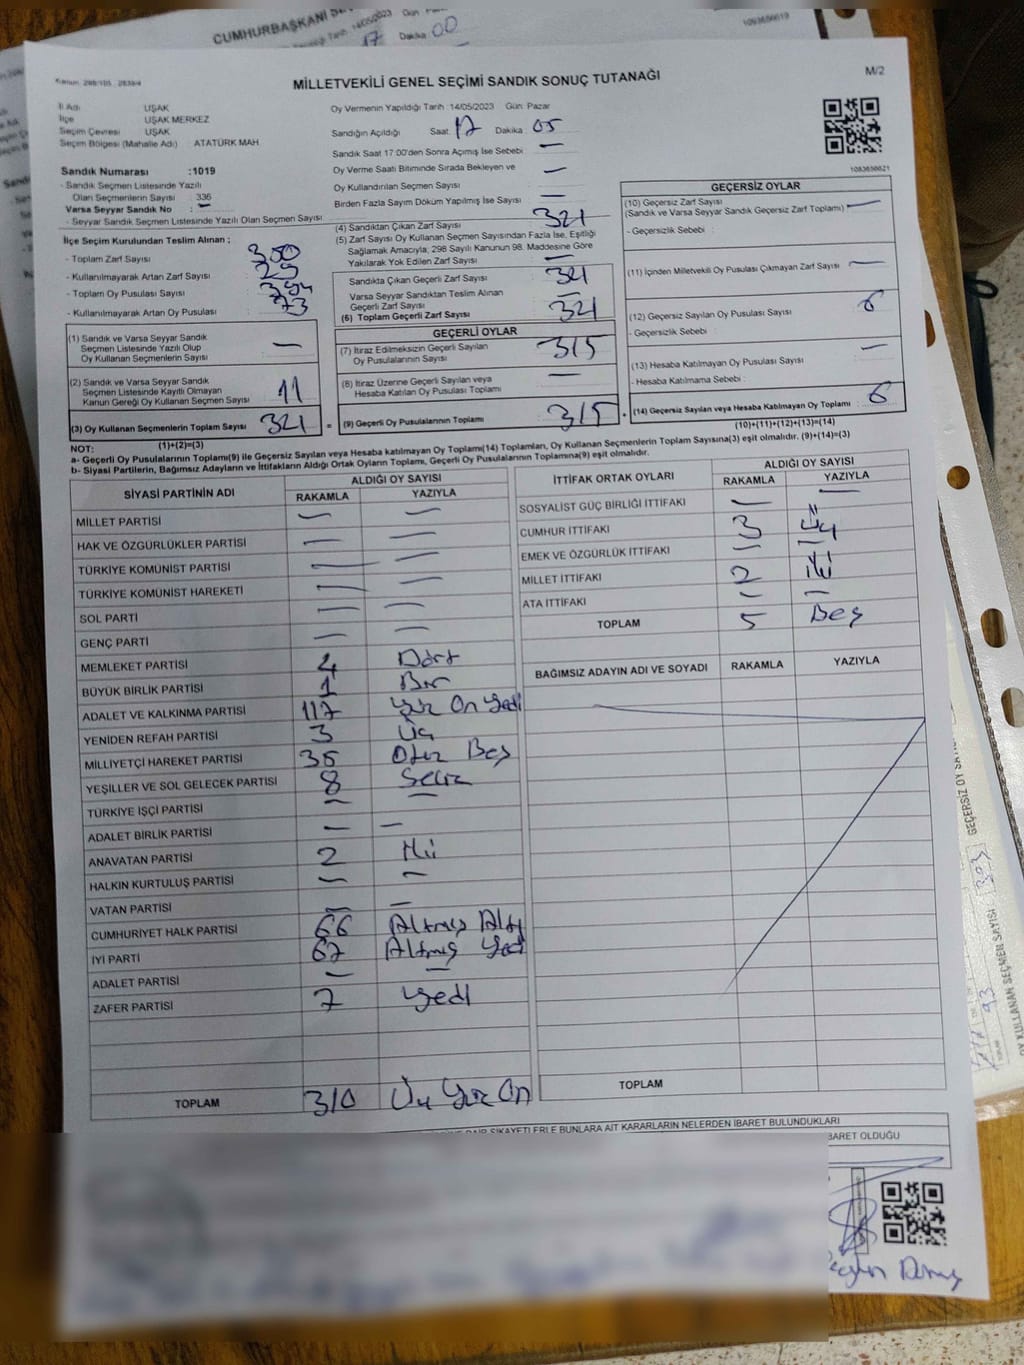 CUMHURBAŞKANI SE
Tarih :14/05/2023 Gün
17 Dakika 00
1093656619
Kanun: 298/105 2839/4
MİLLETVEKİLİ GENEL SEÇİMİ SANDIK SONUÇ TUTANAĞI
M/2
İl Adı UŞAK
İlçe UŞAK MERKEZ
Seçim Çevresi UŞAK
Seçim Bölgesi (Mahalle Adı) : ATATÜRK MAH.
Oy Vermenin Yapıldığı Tarih :14/05/2023 Gün: Pazar
Sandığın Açıldığı Saat 17 Dakika 05
Sandık Saat 17:00'den Sonra Açılmış İse Sebebi —
Oy Verme Saati Bitiminde Sırada Bekleyen ve
Oy Kullandırılan Seçmen Sayısı —
Birden Fazla Sayım Döküm Yapılmış İse Sayısı —
1093656621
Sandık Numarası :1019
- Sandık Seçmen Listesinde Yazılı
Olan Seçmenlerin Sayısı : 336
Varsa Seyyar Sandık No : —
- Seyyar Sandık Seçmen Listesinde Yazılı Olan Seçmen Sayısı :
İlçe Seçim Kurulundan Teslim Alınan ;
- Toplam Zarf Sayısı : 350
- Kullanılmayarak Artan Zarf Sayısı : 29
- Toplam Oy Pusulası Sayısı : 394
- Kullanılmayarak Artan Oy Pusulası : 73
(4) Sandıktan Çıkan Zarf Sayısı : 321
(5) Zarf Sayısı Oy Kullanan Seçmen Sayısından Fazla İse, Eşitliği
Sağlamak Amacıyla; 298 Sayılı Kanunun 98. Maddesine Göre
Yakılarak Yok Edilen Zarf Sayısı : —
Sandıkta Çıkan Geçerli Zarf Sayısı : 321
Varsa Seyyar Sandıktan Teslim Alınan
Geçerli Zarf Sayısı : —
(6) Toplam Geçerli Zarf Sayısı : 321
GEÇERSİZ OYLAR
(10) Geçersiz Zarf Sayısı : —
(Sandık ve Varsa Seyyar Sandık Geçersiz Zarf Toplamı)
- Geçersizlik Sebebi :
(11) İçinden Milletvekil Oy Pusulası Çıkmayan Zarf Sayısı : —
(12) Geçersiz Sayılan Oy Pusulası Sayısı : 6
- Geçersizlik Sebebi :
(13) Hesaba Katılmayan Oy Pusulası Sayısı : —
- Hesaba Katılmama Sebebi :
(14) Geçersiz Sayılan veya Hesaba Katılmayan Oy Toplamı : 6
(10)+(11)+(12)+(13)=(14)
(1) Sandık ve Varsa Seyyar Sandık
Seçmen Listesinde Yazılı Olup
Oy Kullanan Seçmenlerin Sayısı : —
(2) Sandık ve Varsa Seyyar Sandık
Seçmen Listesinde Kayıtlı Olmayan
Kanun Gereği Oy Kullanan Seçmen Sayısı : 11
(3) Oy Kullanan Seçmenlerin Toplam Sayısı : 321 =
(1)+(2)=(3)
GEÇERLİ OYLAR
(7) İtiraz Edilmeksizin Geçerli Sayılan
Oy Pusulalarının Sayısı : 315
(8) İtiraz Üzerine Geçerli Sayılan veya
Hesaba Katılan Oy Pusulası Toplamı : —
(9) Geçerli Oy Pusulalarının Toplamı : 315 +
NOT:
a- Geçerli Oy Pusulalarının Toplamı(9) ile Geçersiz Sayılan veya Hesaba Katılmayan Oy Toplamı(14) Toplamları, Oy Kullanan Seçmenlerin Toplam Sayısına(3) eşit olmalıdır. (9)+(14)=(3)
b- Siyasi Partilerin, Bağımsız Adayların ve İttifakların Aldığı Ortak Oyların Toplamı, Geçerli Oy Pusulalarının Toplamına(9) eşit olmalıdır.
SİYASİ PARTİNİN ADI ALDIĞI OY SAYISI
RAKAMLA YAZIYLA
MİLLET PARTİSİ — —
HAK VE ÖZGÜRLÜKLER PARTİSİ — —
TÜRKİYE KOMÜNİST PARTİSİ — —
TÜRKİYE KOMÜNİST HAREKETİ — —
SOL PARTİ — —
GENÇ PARTİ — —
MEMLEKET PARTİSİ 4 Dört
BÜYÜK BİRLİK PARTİSİ 1 Bir
ADALET VE KALKINMA PARTİSİ 117 Yüz On Yedi
YENİDEN REFAH PARTİSİ 3 Üç
MİLLİYETÇİ HAREKET PARTİSİ 35 Otuz Beş
YEŞİLLER VE SOL GELECEK PARTİSİ 8 Sekiz
TÜRKİYE İŞÇİ PARTİSİ — —
ADALET BİRLİK PARTİSİ — —
ANAVATAN PARTİSİ 2 İki
HALKIN KURTULUŞ PARTİSİ — —
VATAN PARTİSİ — —
CUMHURİYET HALK PARTİSİ 66 Altmış Altı
İYİ PARTİ 67 Altmış Yedi
ADALET PARTİSİ — —
ZAFER PARTİSİ 7 Yedi
TOPLAM 310 Üç Yüz On
İTTİFAK ORTAK OYLARI ALDIĞI OY SAYISI
RAKAMLA YAZIYLA
SOSYALİST GÜÇ BİRLİĞİ İTTİFAKI — —
CUMHUR İTTİFAKI 3 Üç
EMEK VE ÖZGÜRLÜK İTTİFAKI — —
MİLLET İTTİFAKI 2 iki
ATA İTTİFAKI — —
TOPLAM 5 Beş
BAĞIMSIZ ADAYIN ADI VE SOYADI RAKAMLA YAZIYLA
TOPLAM
ŞİKAYETLERLE BUNLARA AİT KARARLARIN NELERDEN İBARET BULUNDUKLARI
BARET OLDUĞU
GEÇERSİZ OY SAYISI
303
OY KULLANAN SEÇMEN SAYISI
93